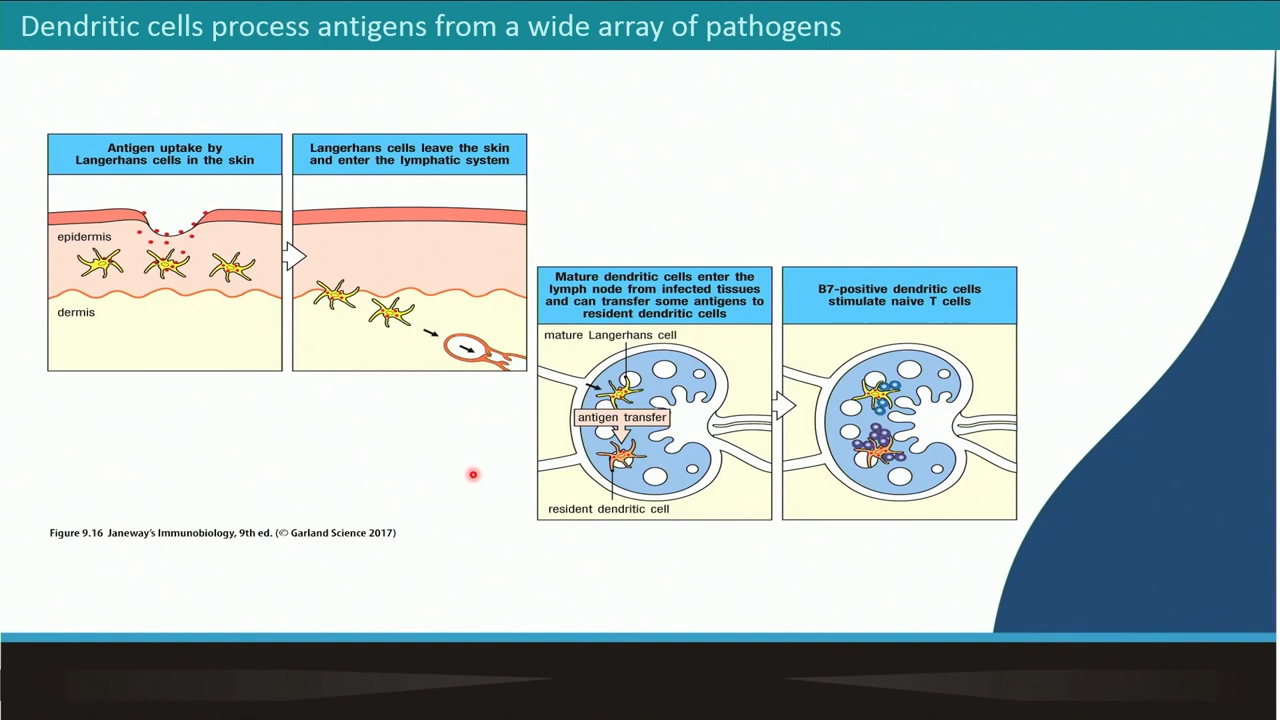 Dendritic cells process antigens from a wide array of pathogens
Antigen uptake by
Langerhans cells in the skin
epidermis
dermis
Langerhans cells leave the skin
and enter the lymphatic system
Mature dendritic cells enter the
lymph node from infected tissues
and can transfer some antigens to
resident dendritic cells
mature Langerhans cell
antigen transfer
resident dendritic cell
B7-positive dendritic cells
stimulate naive T cells
Figure 9.16 Janeway's Immunobiology, 9th ed. (© Garland Science 2017)